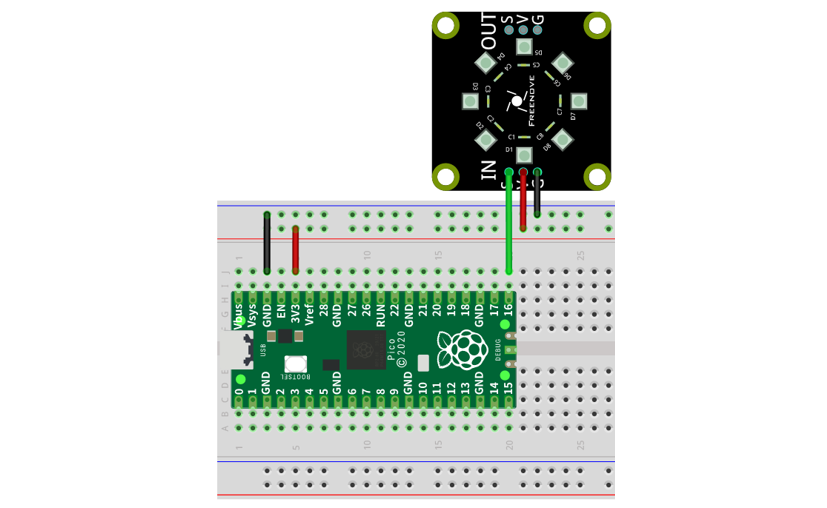 OUT
S V G
D5
D4 D6
C5
C4 C6
D3 C3 FREENOVE C7 D7
D2 C2 C8 D8
C1
D1
IN
S V G
1 5 10 15 20 25
J
I
H
G
F
Vbus Vsys GND EN 3V3 Vref 28 GND 27 26 RUN 22 GND 21 20 19 18 GND 17 16
USB
BOOTSEL
Pico
©2020
DEBUG
0 1 GND 2 3 4 5 GND 6 7 8 9 GND 10 11 12 13 GND 14 15
E
D
C
B
A
1 5 10 15 20 25